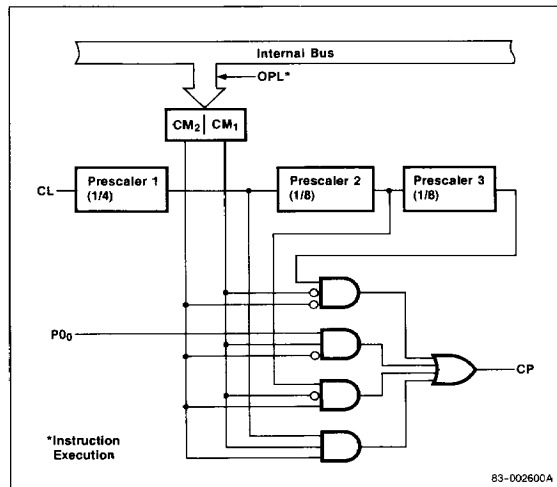 Internal Bus
OPL*
CM2 CM1
CL
Prescaler 1
(1/4)
Prescaler 2
(1/8)
Prescaler 3
(1/8)
P00
CP
*Instruction
Execution
83-002600A